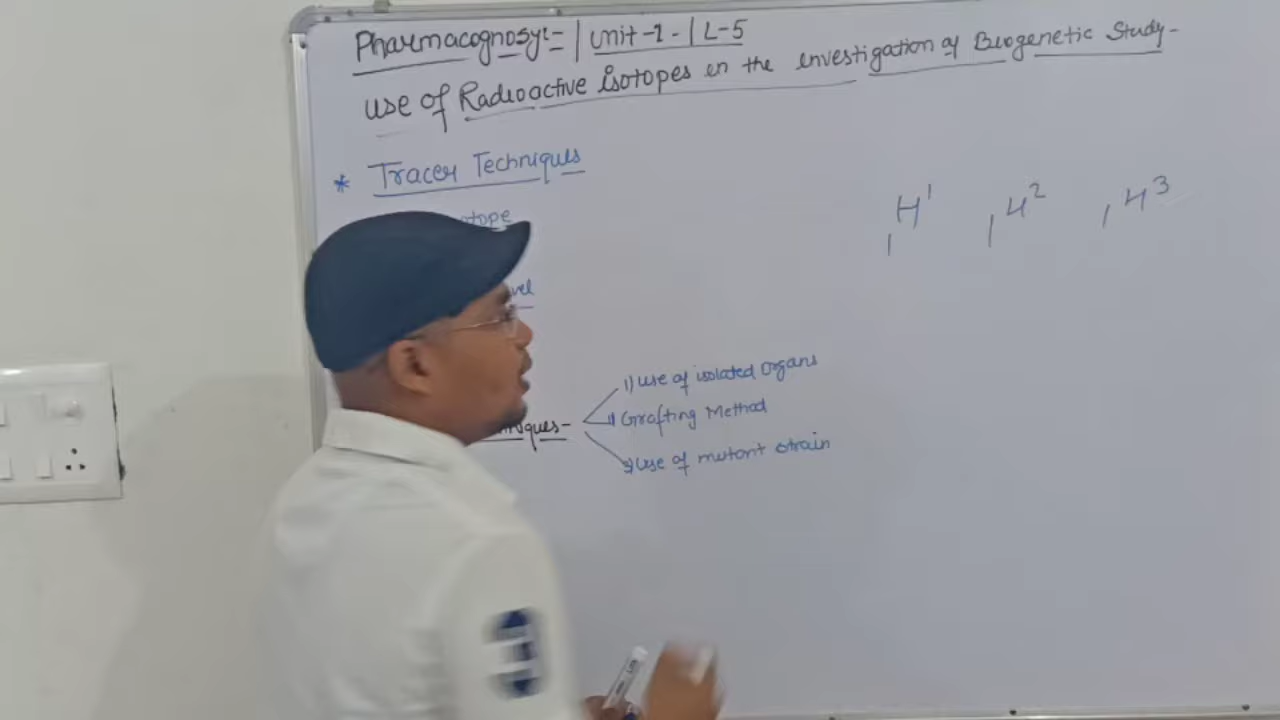 Pharmacognosy:- | Unit-1- | L-5
Use of Radioactive isotopes in the investigation of Biogenetic Study-
* Tracer Techniques
₁H¹ ₁H² ₁H³
1) Use of isolated Organs
Grafting Method
3) Use of mutant strain